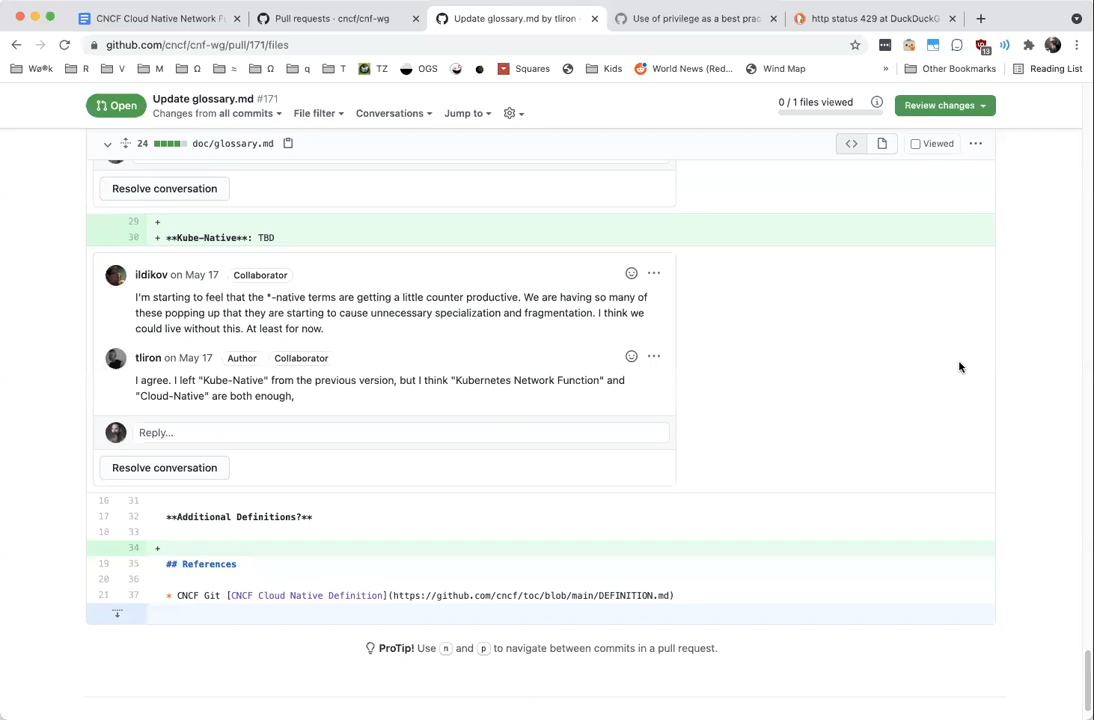 CNCF Cloud Native Network F
Pull requests · cncf/cnf-wg
Update glossary.md by tliron ·
Use of privilege as a best prac
http status 429 at DuckDuckG
github.com/cncf/cnf-wg/pull/171/files
13
Wø®k
R
V
M
Ω
≈
Ω
q
T
TZ
OGS
Squares
Kids
World News (Red...
Wind Map
»
Other Bookmarks
Reading List
Open
Update glossary.md #171
Changes from all commits
File filter
Conversations
Jump to
0 / 1 files viewed
Review changes
24
doc/glossary.md
Viewed
Resolve conversation
29 +
30 + **Kube-Native**: TBD
ildikov on May 17 Collaborator
I'm starting to feel that the *-native terms are getting a little counter productive. We are having so many of
these popping up that they are starting to cause unnecessary specialization and fragmentation. I think we
could live without this. At least for now.
tliron on May 17 Author Collaborator
I agree. I left "Kube-Native" from the previous version, but I think "Kubernetes Network Function" and
"Cloud-Native" are both enough,
Reply...
Resolve conversation
16 31
17 32 **Additional Definitions?**
18 33
34 +
19 35 ## References
20 36
21 37 * CNCF Git [CNCF Cloud Native Definition](https://github.com/cncf/toc/blob/main/DEFINITION.md)
ProTip! Use n and p to navigate between commits in a pull request.